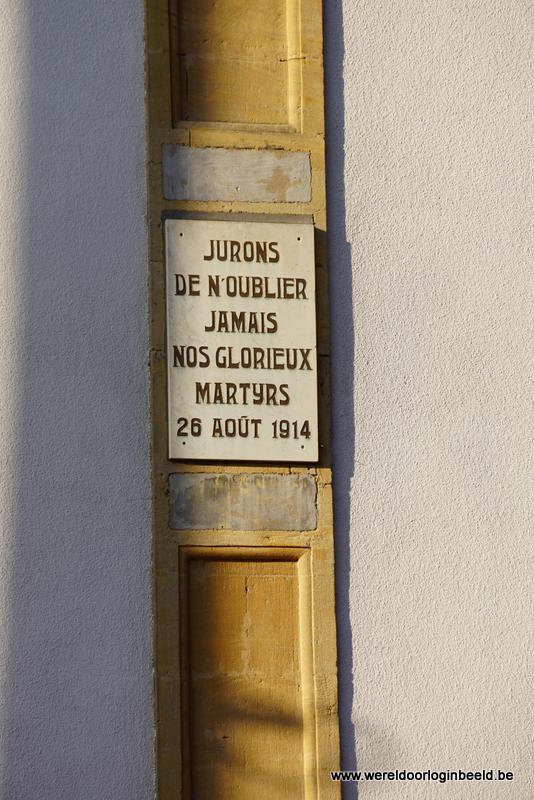 JURONS
DE N'OUBLIER
JAMAIS
NOS GLORIEUX
MARTYRS
26 AOÛT 1914
www.wereldoorloginbeeld.be